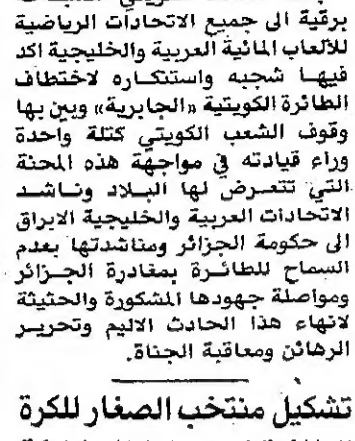 برقية الى جميع الاتحادات الرياضية
للألعاب المائية العربية والخليجية اكد
فيها شجبه واستنكاره لاختطاف
الطائرة الكويتية «الجابرية» وبين بها
وقوف الشعب الكويتي كتلة واحدة
وراء قيادته في مواجهة هذه المحنة
التي تتعرض لها البلاد وناشد
الاتحادات العربية والخليجية الابراق
الى حكومة الجزائر ومناشدتها بعدم
السماح للطائرة بمغادرة الجزائر
ومواصلة جهودها المشكورة والحثيثة
لانهاء هذا الحادث الاليم وتحرير
الرهائن ومعاقبة الجناة.
تشكيل منتخب الصغار للكرة